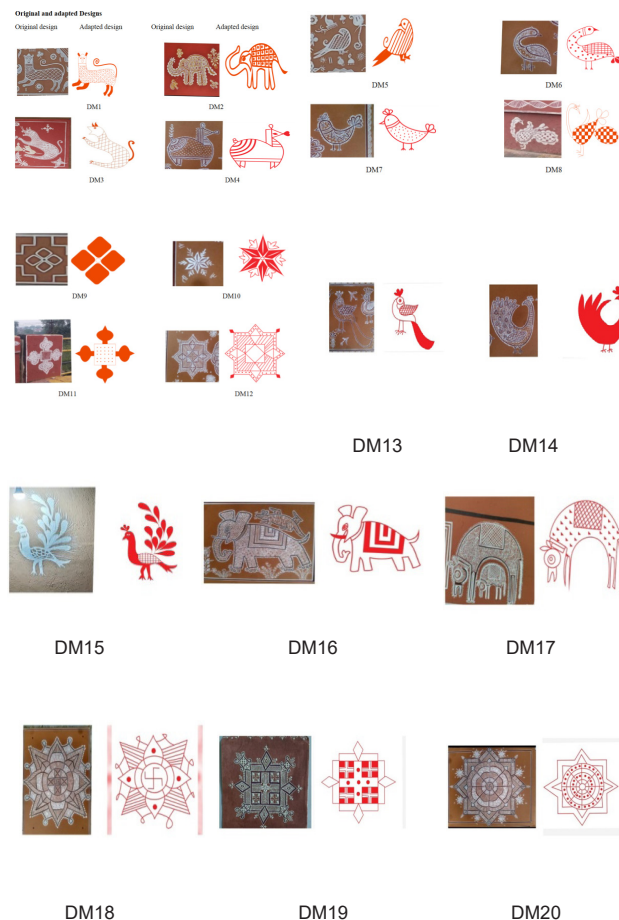 Original and adapted Designs
Original design Adapted design Original design Adapted design
DM1 DM2 DM5 DM6
DM3 DM4 DM7 DM8
DM9 DM10
DM11 DM12
DM13 DM14
DM15 DM16 DM17
DM18 DM19 DM20